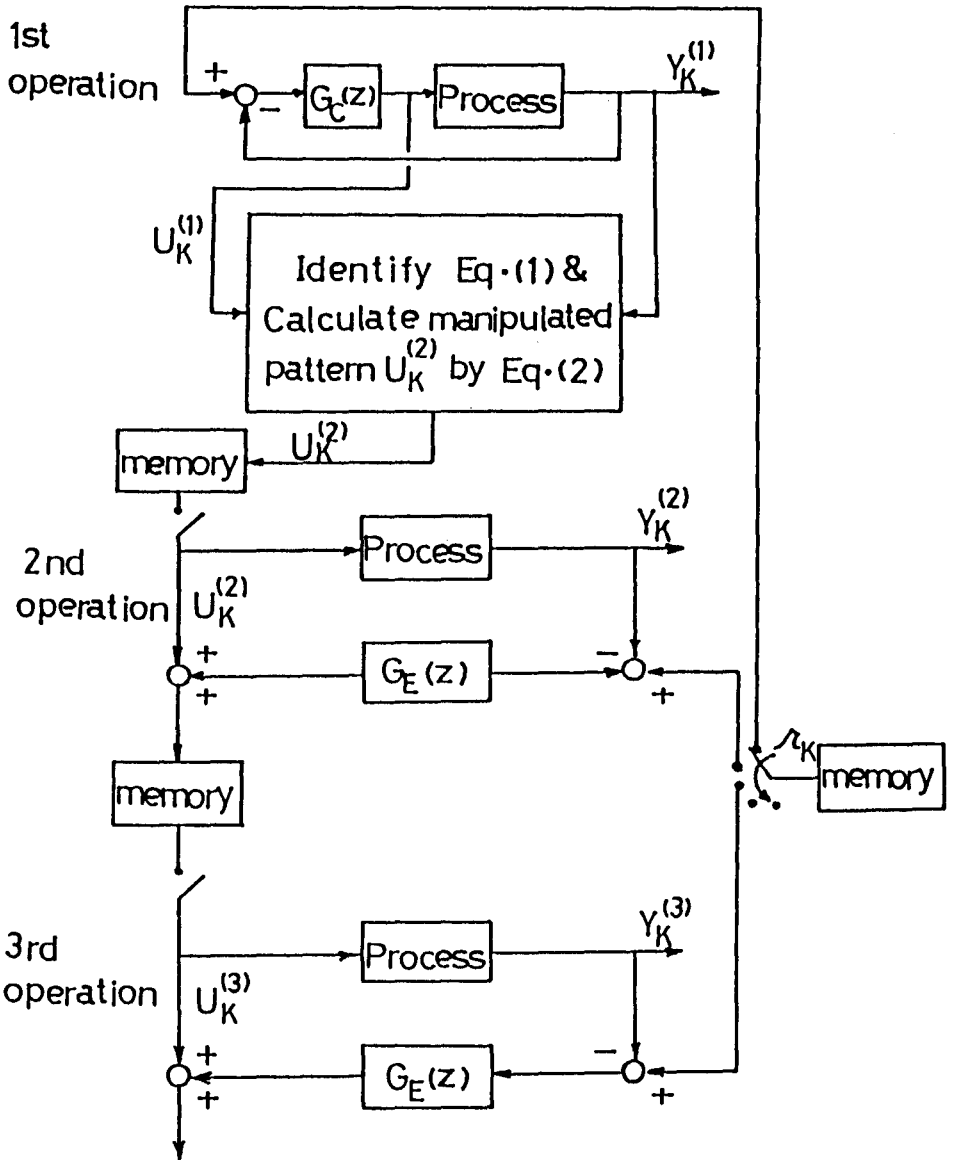 1st
operation
+
-
G_C(z)
Process
Y_K^(1)
U_K^(1)
Identify Eq.(1) &
Calculate manipulated
pattern U_K^(2) by Eq.(2)
U_K^(2)
memory
2nd
operation
U_K^(2)
Process
Y_K^(2)
+
+
G_E(z)
-
+
r_K
memory
memory
3rd
operation
U_K^(3)
Process
Y_K^(3)
+
+
G_E(z)
-
+